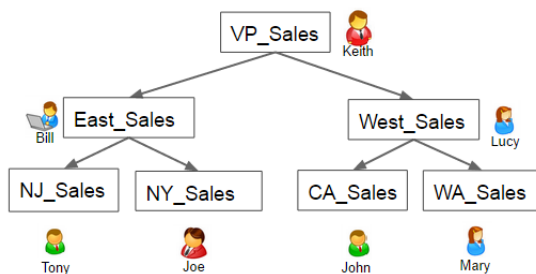 VP_Sales
Keith
East_Sales
Bill
West_Sales
Lucy
NJ_Sales
NY_Sales
CA_Sales
WA_Sales
Tony
Joe
John
Mary